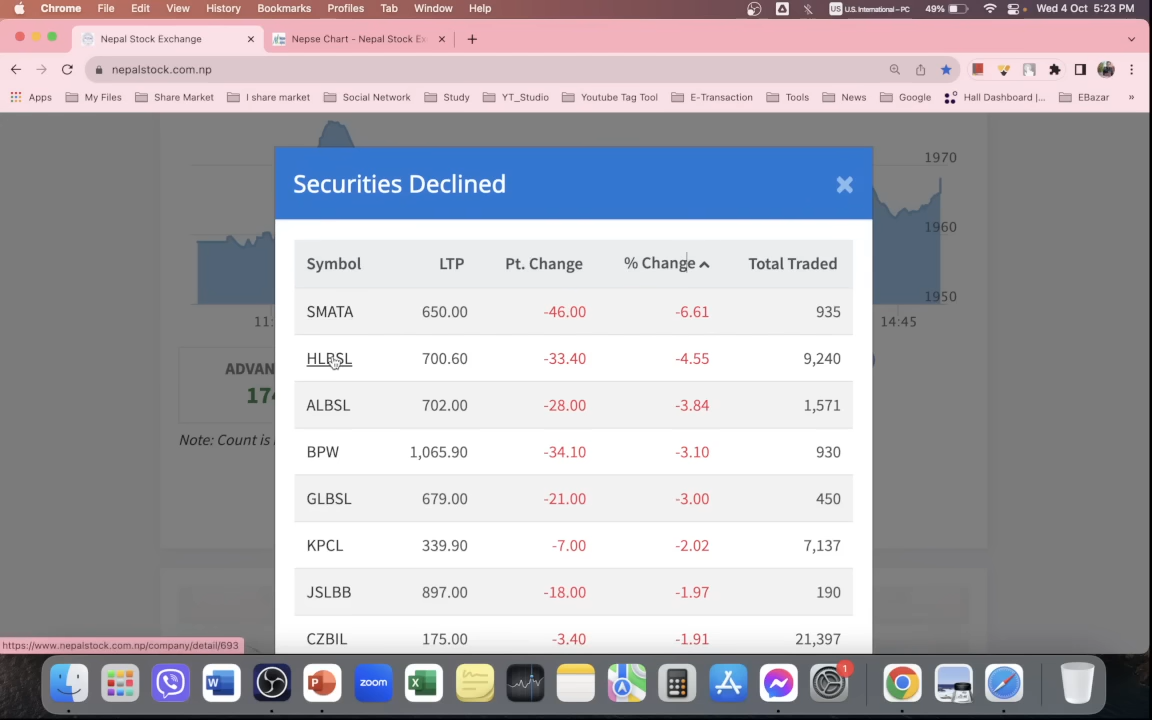 Chrome File Edit View History Bookmarks Profiles Tab Window Help US U.S. International – PC 49% Wed 4 Oct 5:23 PM
Nepal Stock Exchange Nepse Chart - Nepal Stock Ex
nepalstock.com.np
Apps My Files Share Market I share market Social Network Study YT_Studio Youtube Tag Tool E-Transaction Tools News Google Hall Dashboard |... EBazar »
1970
Securities Declined
1960
Symbol LTP Pt. Change % Change Total Traded
1950
SMATA 650.00 -46.00 -6.61 935
11: 14:45
HLBSL 700.60 -33.40 -4.55 9,240
ADVAN
174
ALBSL 702.00 -28.00 -3.84 1,571
Note: Count is
BPW 1,065.90 -34.10 -3.10 930
GLBSL 679.00 -21.00 -3.00 450
KPCL 339.90 -7.00 -2.02 7,137
JSLBB 897.00 -18.00 -1.97 190
CZBIL 175.00 -3.40 -1.91 21,397
https://www.nepalstock.com.np/company/detail/693
zoom
1